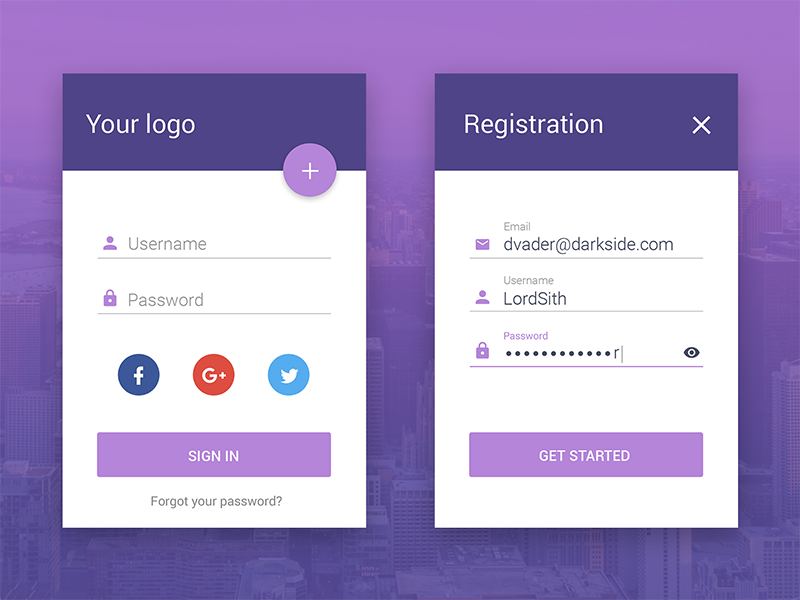 Your logo
Username
Password
G+
SIGN IN
Forgot your password?
Registration
Email
dvader@darkside.com
Username
LordSith
Password
••••••••••••r
GET STARTED